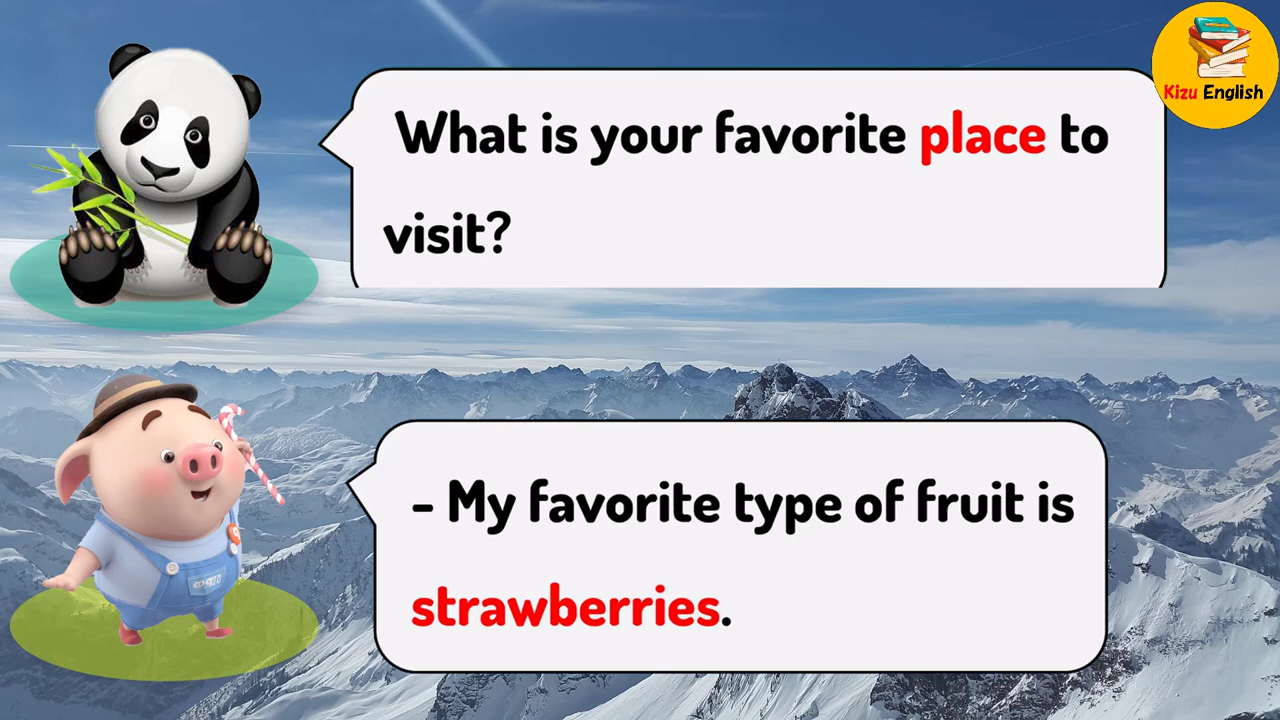 Kizu English
What is your favorite place to
visit?
- My favorite type of fruit is
strawberries.